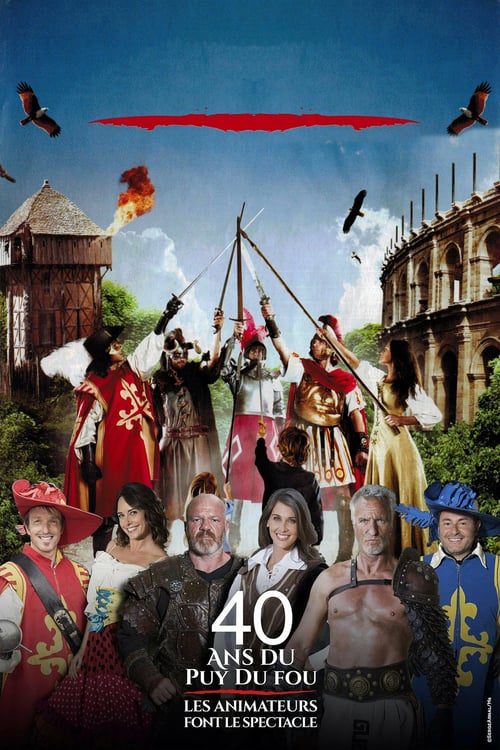 40
ANS DU
PUY DU FOU
LES ANIMATEURS
FONT LE SPECTACLE